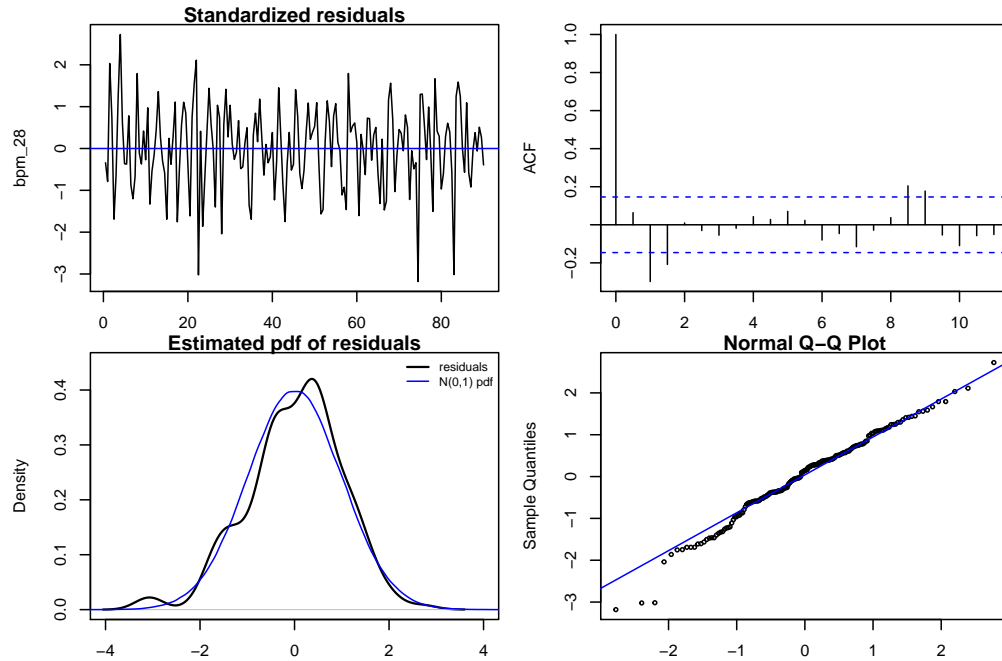 Standardized residuals
bpm_28
2
1
0
−1
−2
−3
0 20 40 60 80
ACF
1.0
0.8
0.6
0.4
0.2
−0.2
0 2 4 6 8 10
Estimated pdf of residuals
Density
0.4
0.3
0.2
0.1
0.0
residuals
N(0,1) pdf
−4 −2 0 2 4
Normal Q−Q Plot
Sample Quantiles
2
1
0
−1
−2
−3
−2 −1 0 1 2